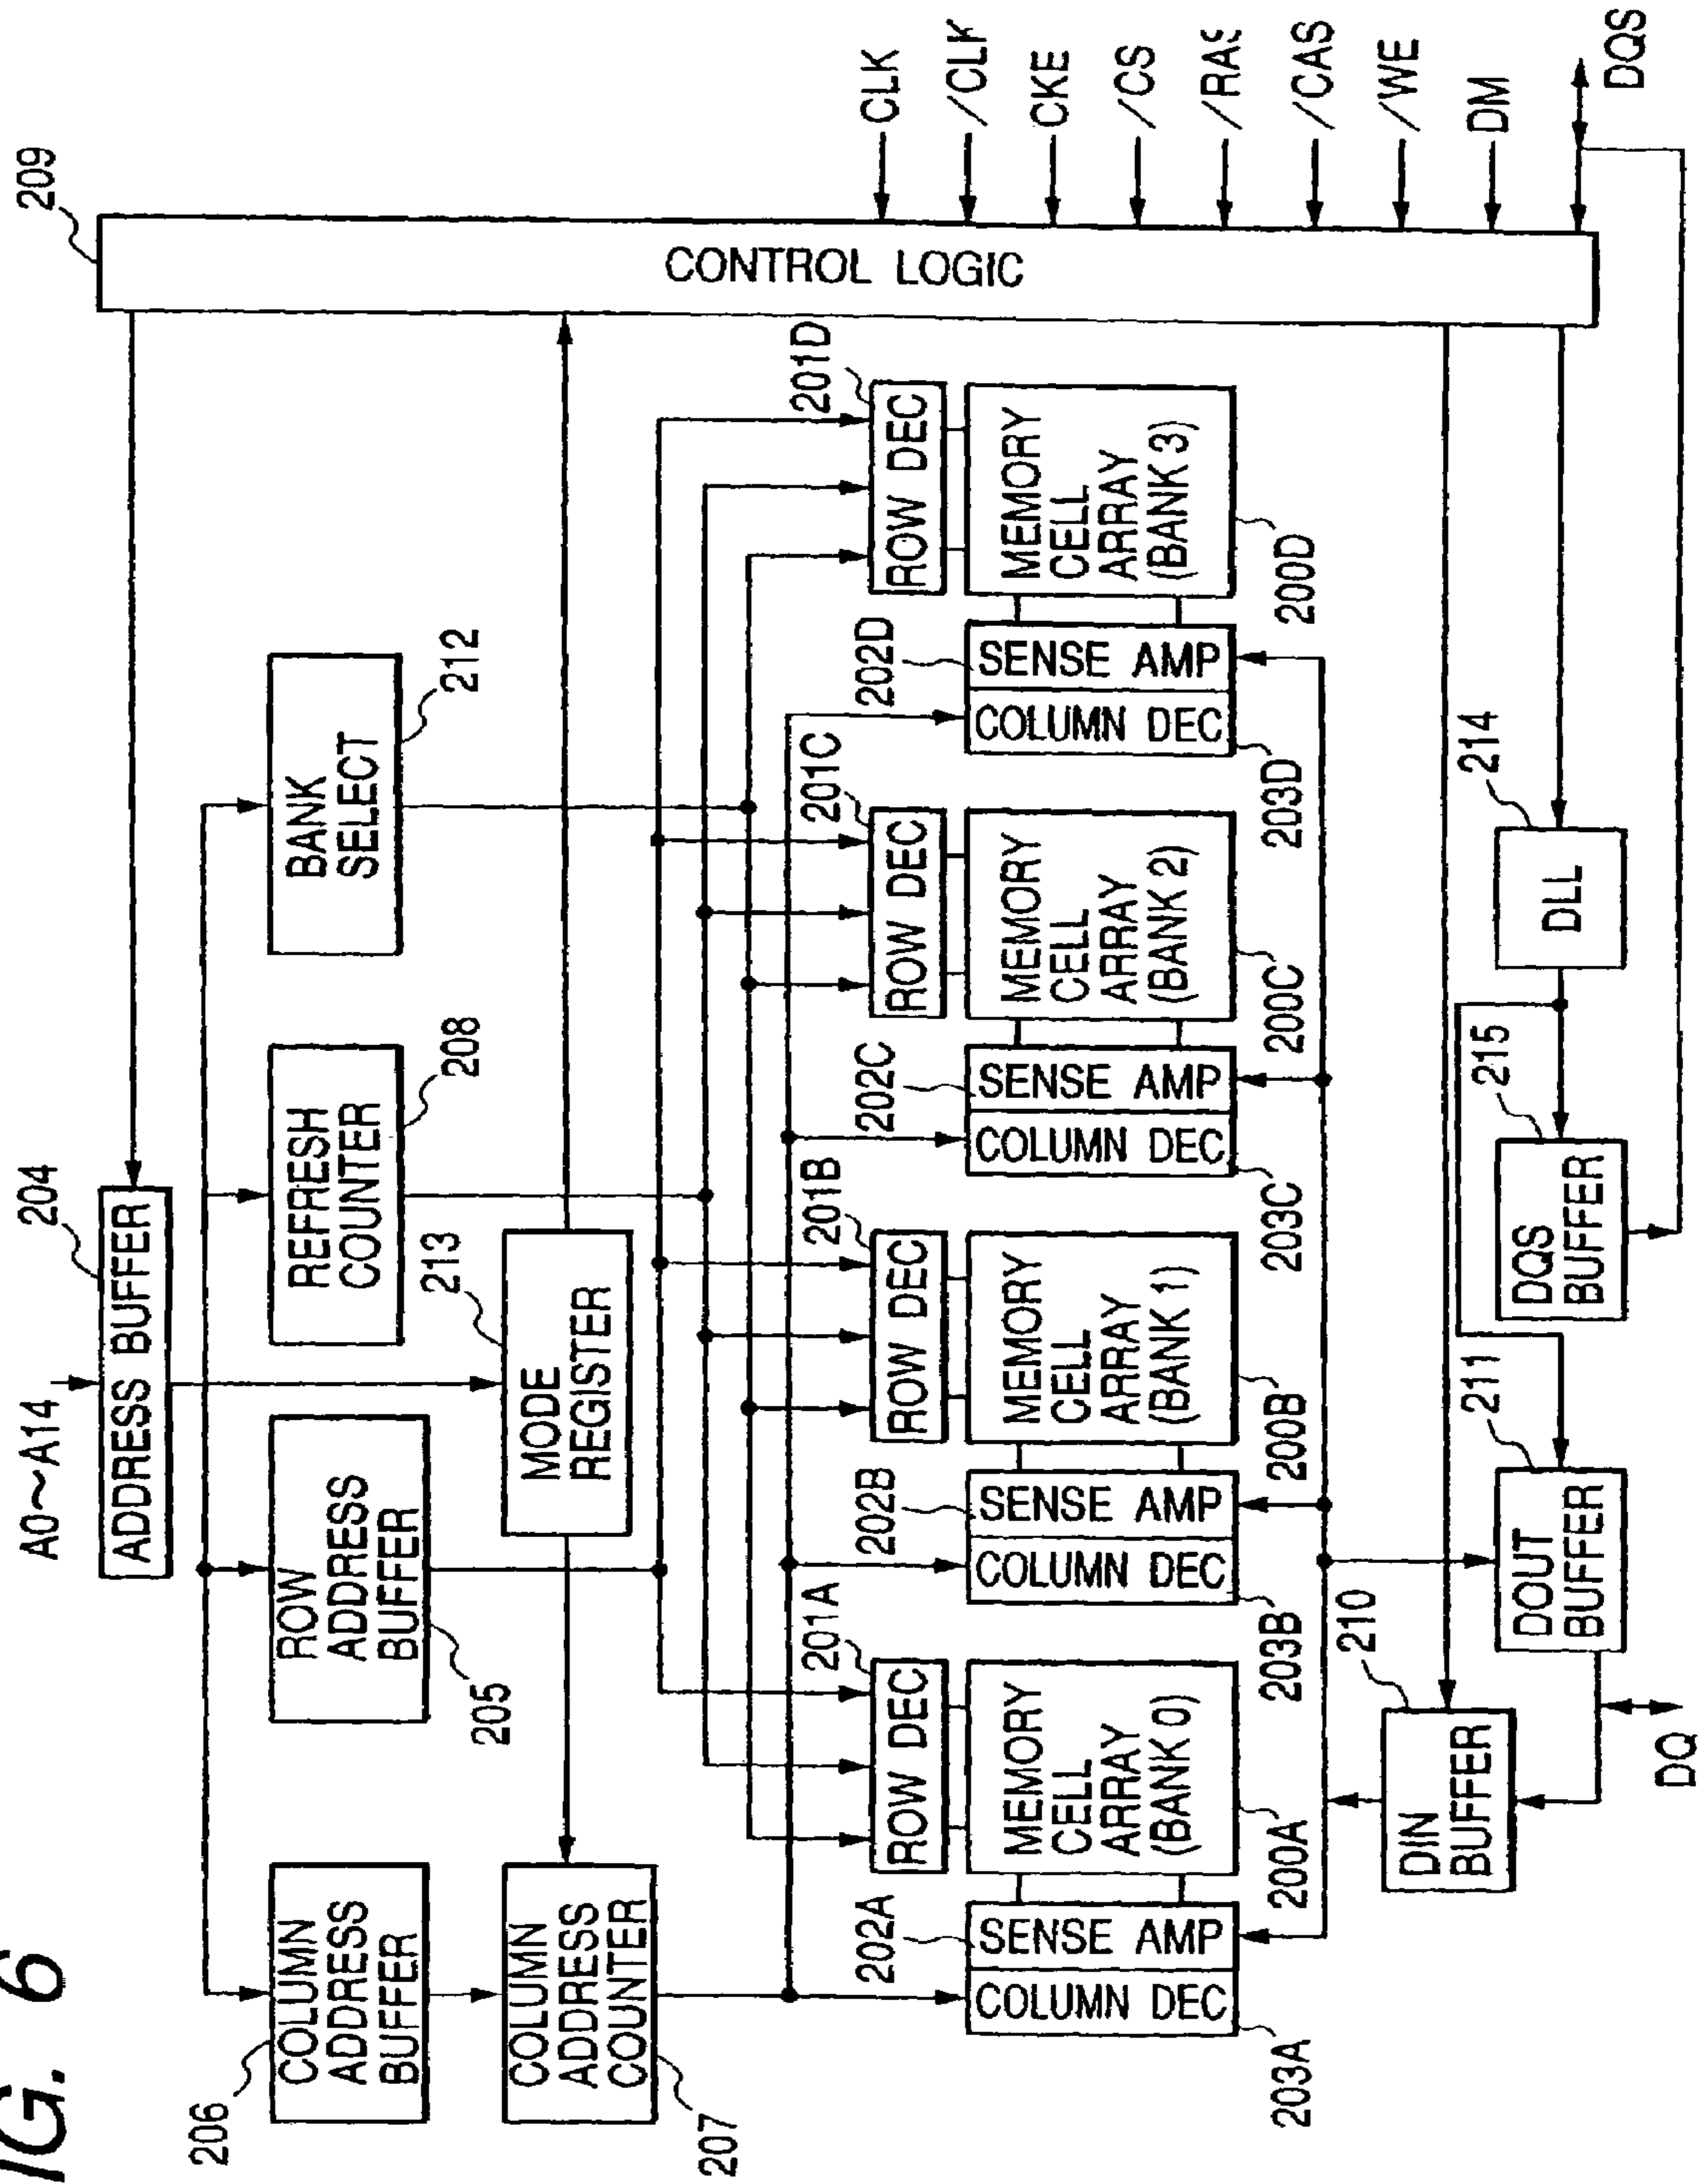 IG. 6
A0~A14
204
ADDRESS BUFFER
209
CONTROL LOGIC
206
COLUMN
ADDRESS
BUFFER
ROW
ADDRESS
BUFFER
205
REFRESH
COUNTER
208
BANK
SELECT
212
COLUMN
ADDRESS
COUNTER
207
MODE
REGISTER
213
CLK
/CLK
CKE
/CS
/RAS
/CAS
/WE
DM
DQS
201A
ROW DEC
201B
ROW DEC
201C
ROW DEC
201D
ROW DEC
202A
SENSE AMP
COLUMN DEC
203A
MEMORY
CELL
ARRAY
(BANK 0)
200A
202B
SENSE AMP
COLUMN DEC
203B
MEMORY
CELL
ARRAY
(BANK 1)
200B
202C
SENSE AMP
COLUMN DEC
203C
MEMORY
CELL
ARRAY
(BANK 2)
200C
202D
SENSE AMP
COLUMN DEC
203D
MEMORY
CELL
ARRAY
(BANK 3)
200D
210
DIN
BUFFER
211
DOUT
BUFFER
215
DQS
BUFFER
214
DLL
DQ